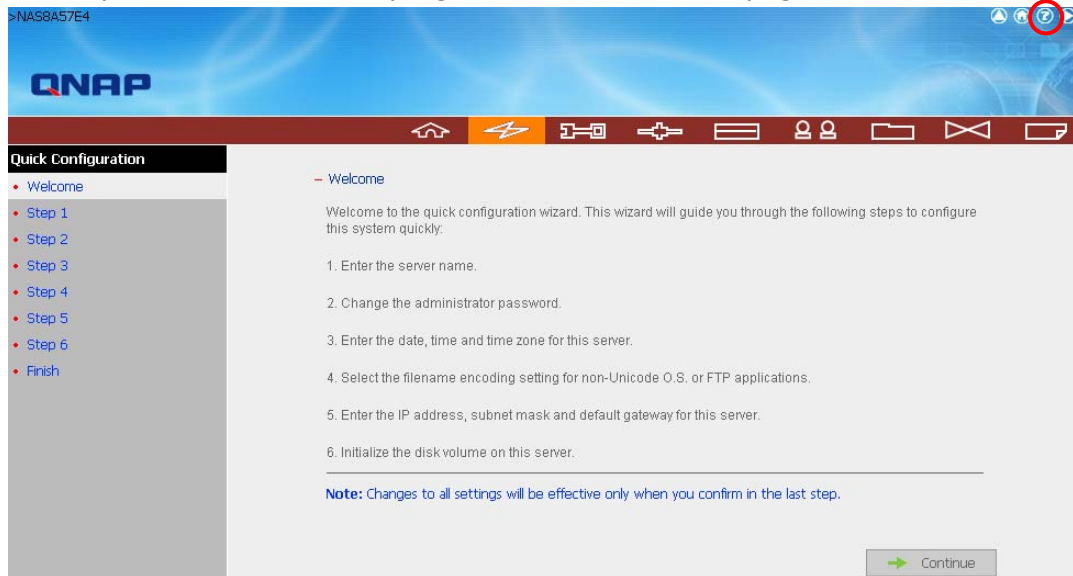 >NAS8A57E4
QNAP
Quick Configuration
• Welcome
• Step 1
• Step 2
• Step 3
• Step 4
• Step 5
• Step 6
• Finish
– Welcome
Welcome to the quick configuration wizard. This wizard will guide you through the following steps to configure
this system quickly:
1. Enter the server name.
2. Change the administrator password.
3. Enter the date, time and time zone for this server.
4. Select the filename encoding setting for non-Unicode O.S. or FTP applications.
5. Enter the IP address, subnet mask and default gateway for this server.
6. Initialize the disk volume on this server.
Note: Changes to all settings will be effective only when you confirm in the last step.
Continue